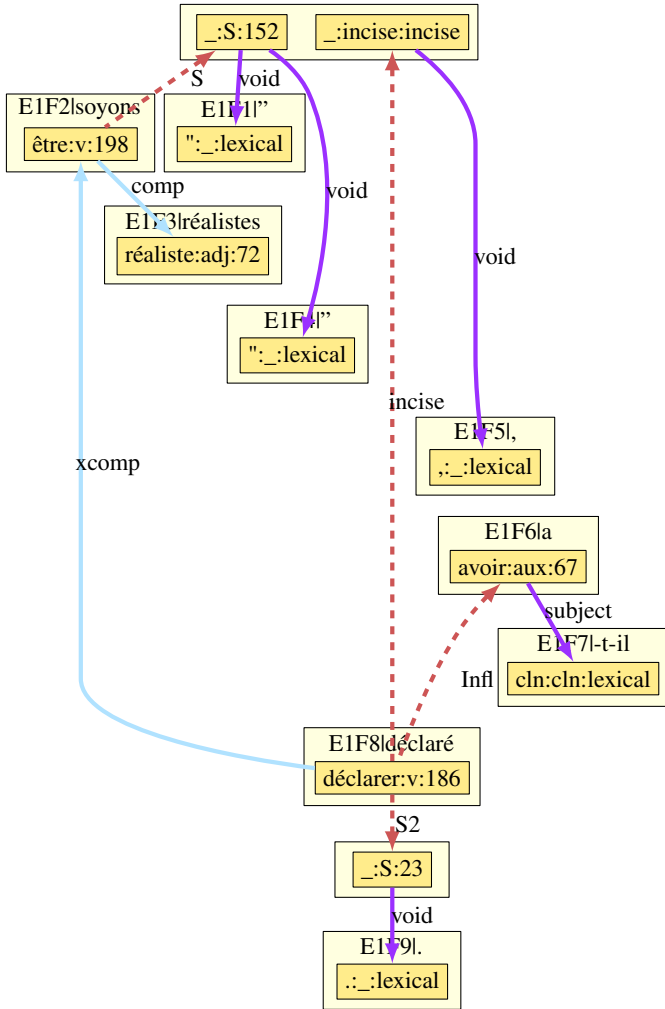 _:S:152 _:incise:incise
S void
E1F2|soyons E1F1|”
être:v:198 ":_:lexical
comp void
E1F3|réalistes
réaliste:adj:72 void
E1F4|”
":_:lexical
incise
E1F5|,
xcomp ,:_:lexical
E1F6|a
avoir:aux:67
subject
E1F7|-t-il
Infl cln:cln:lexical
E1F8|déclaré
déclarer:v:186
S2
_:S:23
void
E1F9|.
.:_:lexical